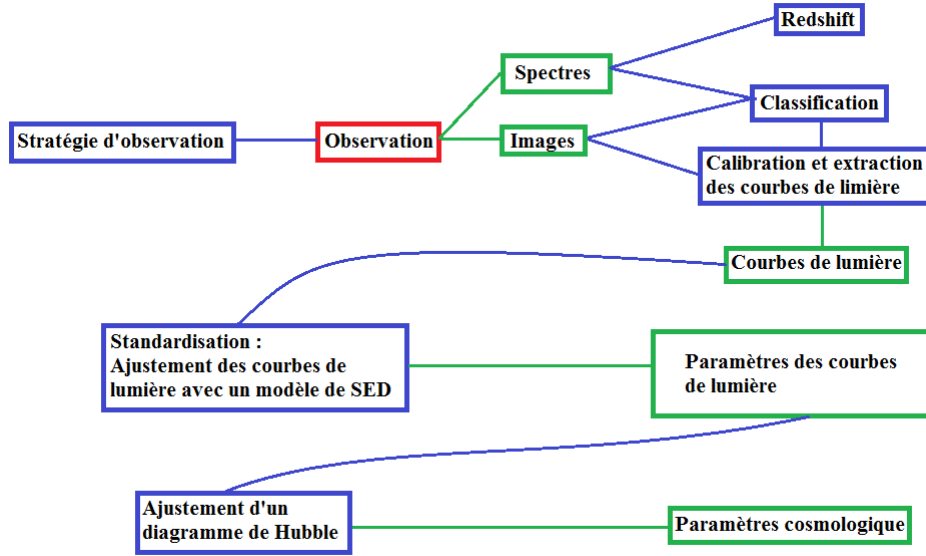 Redshift
Spectres
Classification
Stratégie d'observation
Observation
Images
Calibration et extraction
des courbes de limière
Courbes de lumière
Standardisation :
Ajustement des courbes de
lumière avec un modèle de SED
Paramètres des courbes
de lumière
Ajustement d'un
diagramme de Hubble
Paramètres cosmologique